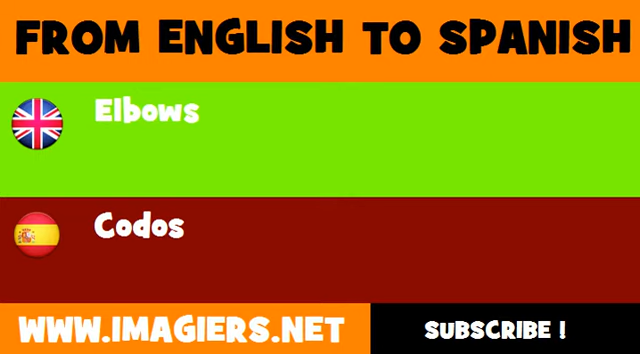 FROM ENGLISH TO SPANISH
Elbows
Codos
WWW.IMAGIERS.NET
SUBSCRIBE !